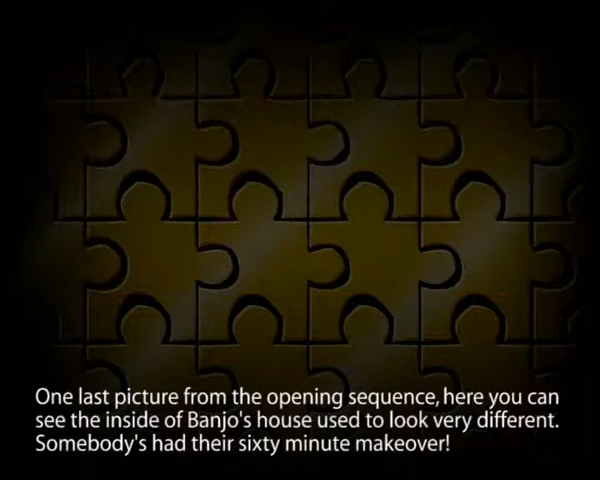 One last picture from the opening sequence, here you can
see the inside of Banjo's house used to look very different.
Somebody's had their sixty minute makeover!